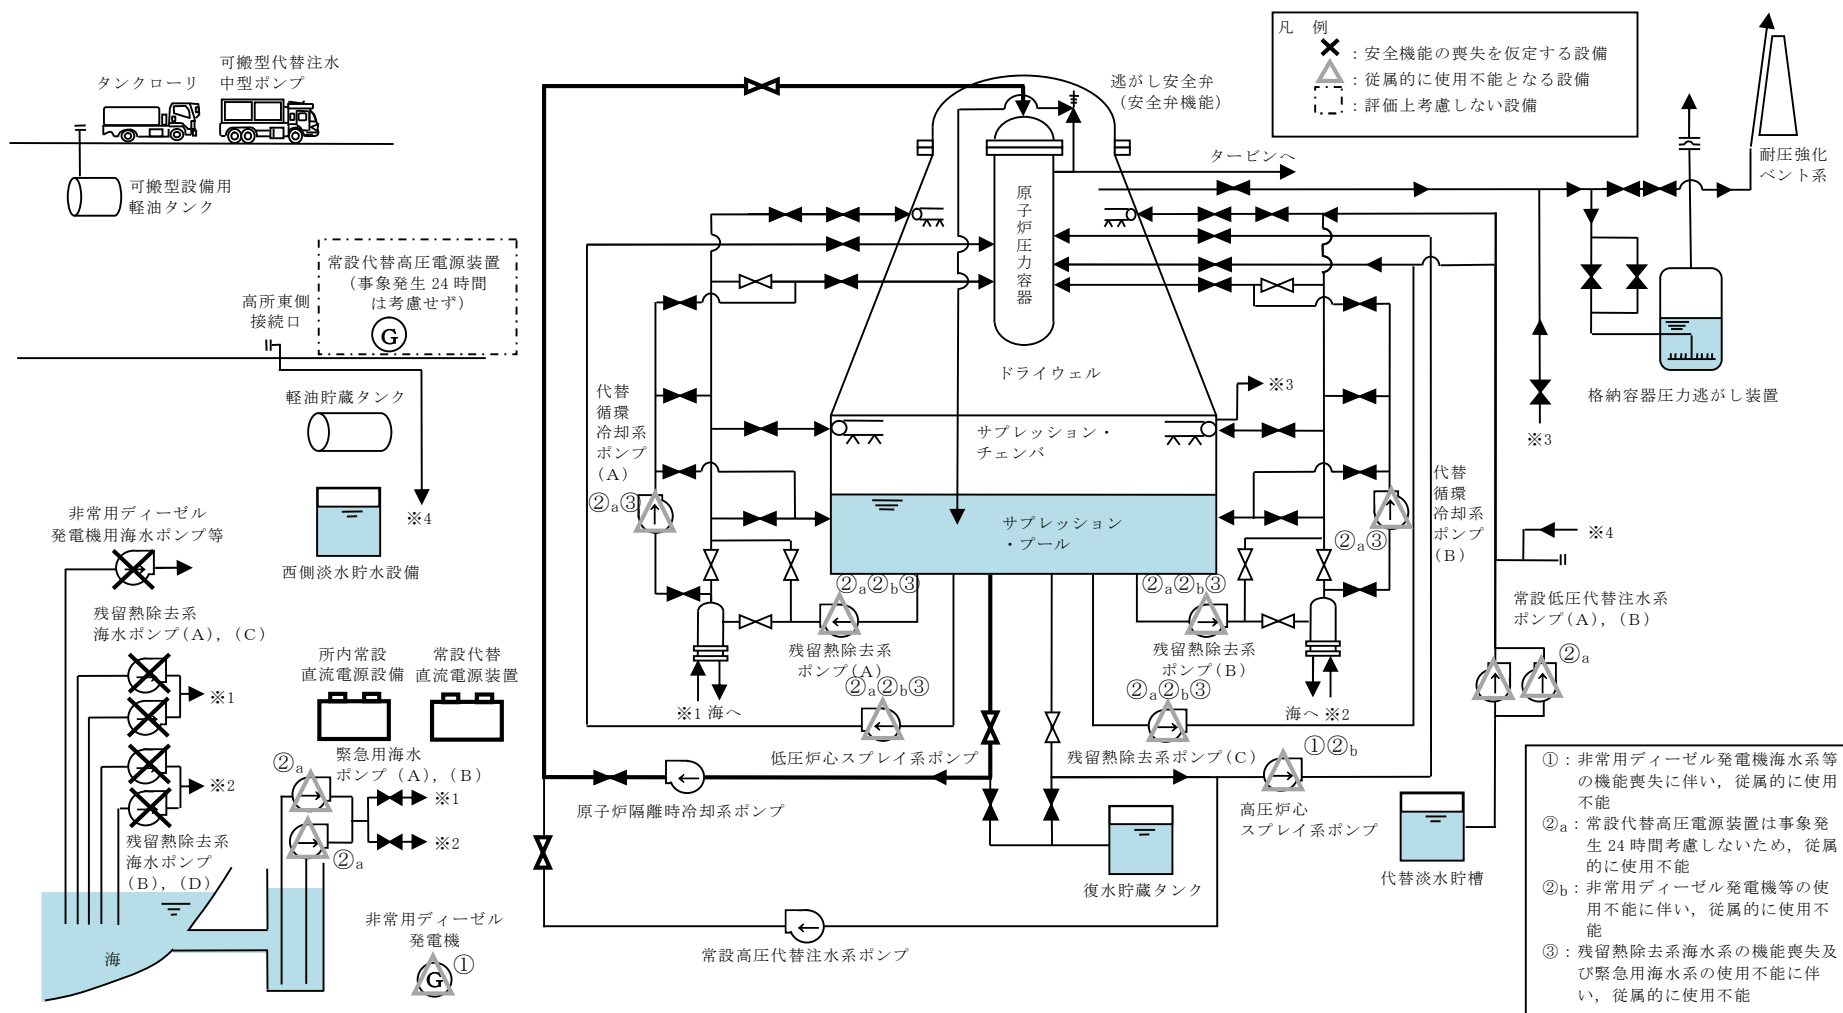 凡 例
：安全機能の喪失を仮定する設備
：従属的に使用不能となる設備
：評価上考慮しない設備
タンクローリ
可搬型代替注水
中型ポンプ
可搬型設備用
軽油タンク
常設代替高圧電源装置
（事象発生 24 時間
は考慮せず）
G
高所東側
接続口
軽油貯蔵タンク
※4
西側淡水貯水設備
非常用ディーゼル
発電機用海水ポンプ等
残留熱除去系
海水ポンプ（A），（C）
※1
※2
残留熱除去系
海水ポンプ
（B），（D）
海
所内常設
直流電源設備
常設代替
直流電源装置
緊急用海水
ポンプ（A），（B）
②a
②a
※1
※2
非常用ディーゼル
発電機
G
①
逃がし安全弁
（安全弁機能）
原子炉圧力容器
タービンへ
ドライウェル
サプレッション・
チェンバ
サプレッション
・プール
※3
代替
循環
冷却系
ポンプ
（A）
②a③
②a②b③
残留熱除去系
ポンプ(A)
②a②b③
※1 海へ
低圧炉心スプレイ系ポンプ
原子炉隔離時冷却系ポンプ
常設高圧代替注水系ポンプ
②a②b③
残留熱除去系
ポンプ(B)
②a②b③
海へ ※2
残留熱除去系ポンプ(C)
①②b
高圧炉心
スプレイ系ポンプ
復水貯蔵タンク
代替
循環
冷却系
ポンプ
（B）
②a③
耐圧強化
ベント系
格納容器圧力逃がし装置
※3
※4
常設低圧代替注水系
ポンプ（A），（B）
②a
代替淡水貯槽
①：非常用ディーゼル発電機海水系等
の機能喪失に伴い，従属的に使用
不能
②a：常設代替高圧電源装置は事象発
生 24 時間考慮しないため，従属
的に使用不能
②b：非常用ディーゼル発電機等の使
用不能に伴い，従属的に使用不
能
③：残留熱除去系海水系の機能喪失及
び緊急用海水系の使用不能に伴
い，従属的に使用不能